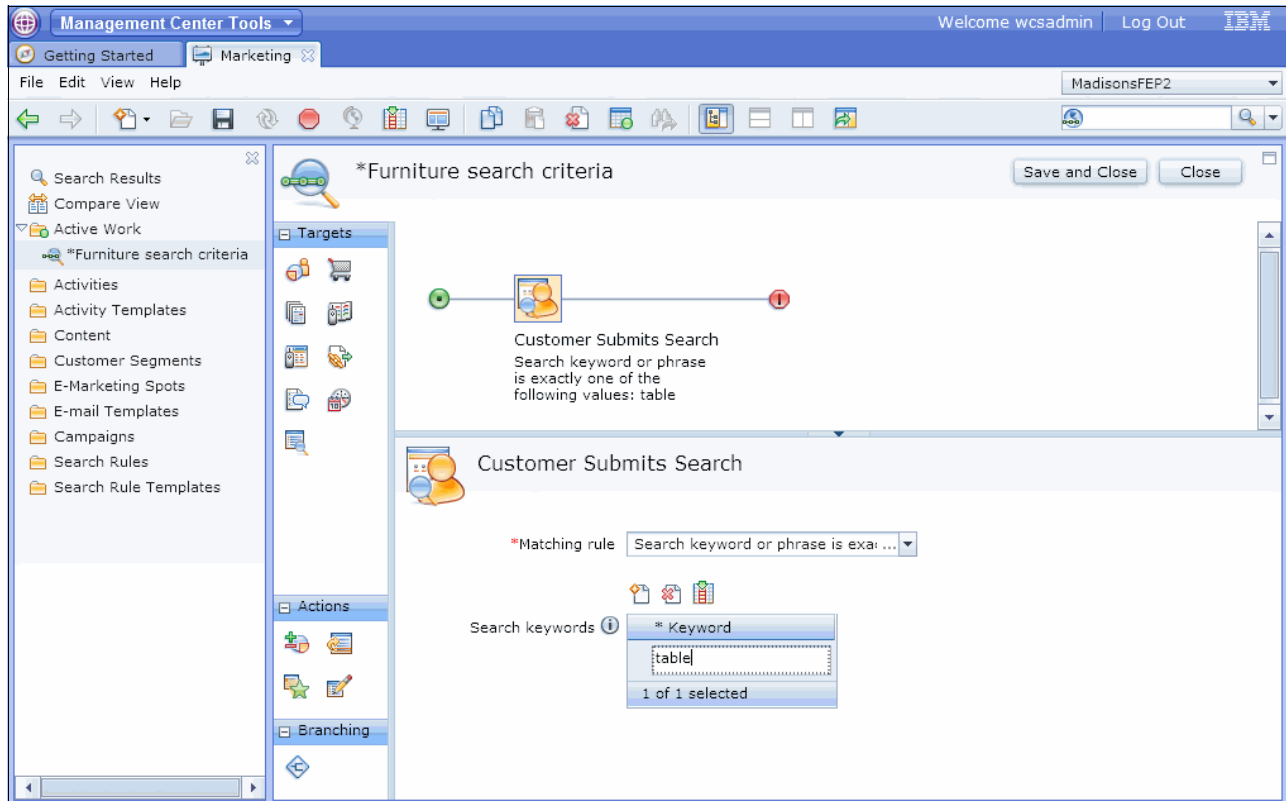 Management Center Tools
Welcome wcsadmin
Log Out
IBM
Getting Started
Marketing
File Edit View Help
MadisonsFEP2
Search Results
Compare View
Active Work
*Furniture search criteria
Activities
Activity Templates
Content
Customer Segments
E-Marketing Spots
E-mail Templates
Campaigns
Search Rules
Search Rule Templates
*Furniture search criteria
Save and Close
Close
Targets
Customer Submits Search
Search keyword or phrase
is exactly one of the
following values: table
Actions
Branching
Customer Submits Search
*Matching rule
Search keyword or phrase is exa ...
Search keywords
* Keyword
table
1 of 1 selected